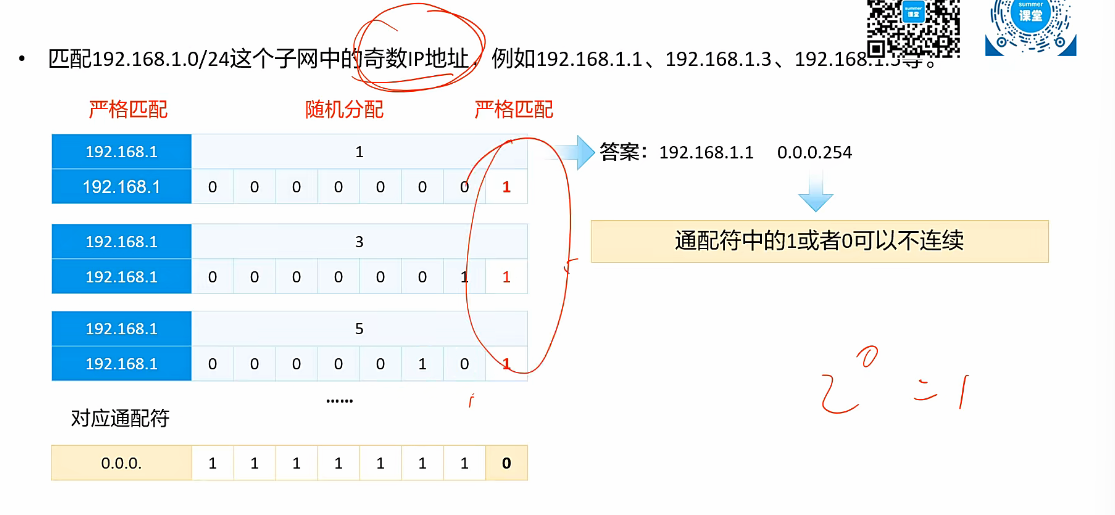 summer
课堂
summer
课堂
• 匹配192.168.1.0/24这个子网中的奇数IP地址，例如192.168.1.1、192.168.1.3、192.168.1.5等。
严格匹配 随机分配 严格匹配
192.168.1 1
192.168.1 0 0 0 0 0 0 0 1
答案：192.168.1.1 0.0.0.254
通配符中的1或者0可以不连续
192.168.1 3
192.168.1 0 0 0 0 0 0 1 1
192.168.1 5
192.168.1 0 0 0 0 0 1 0 1
……
对应通配符
0.0.0. 1 1 1 1 1 1 1 0
2⁰ = 1